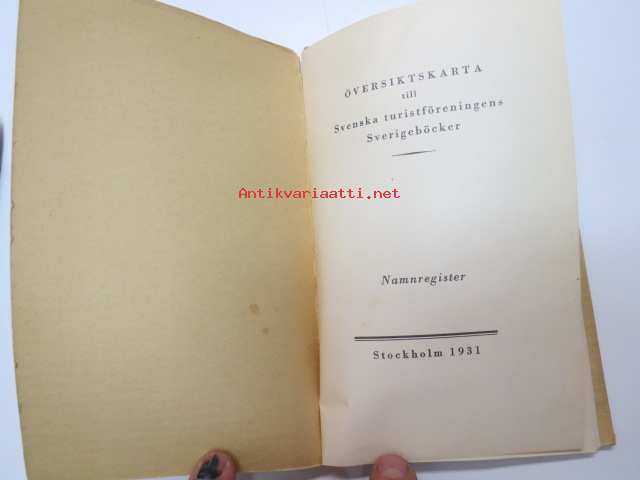 ÖVERSIKTSKARTA
till
Svenska turistföreningens
Sverigeböcker
Antikvariaatti.net
Namnregister
Stockholm 1931